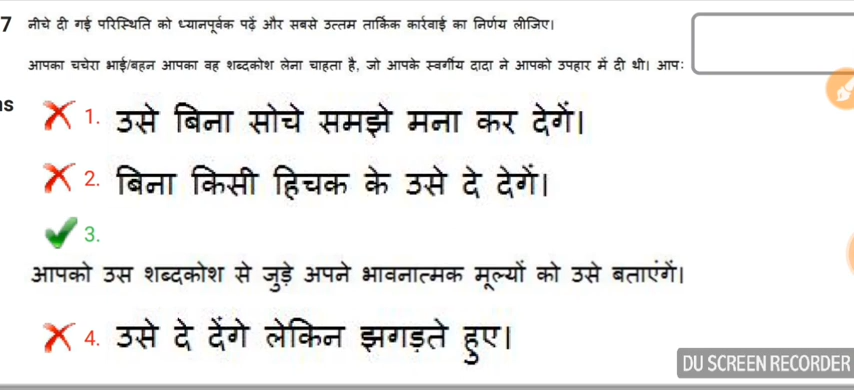 7 नीचे दी गई परिस्थिति को ध्यानपूर्वक पढ़ें और सबसे उत्तम तार्किक कार्रवाई का निर्णय लीजिए।
आपका चचेरा भाई/बहन आपका वह शब्दकोश लेना चाहता है, जो आपके स्वर्गीय दादा ने आपको उपहार में दी थी। आप:
s
1. उसे बिना सोचे समझे मना कर देगें।
2. बिना किसी हिचक के उसे दे देगें।
3.
आपको उस शब्दकोश से जुड़े अपने भावनात्मक मूल्यों को उसे बताएंगें।
4. उसे दे देंगे लेकिन झगड़ते हुए।
DU SCREEN RECORDER